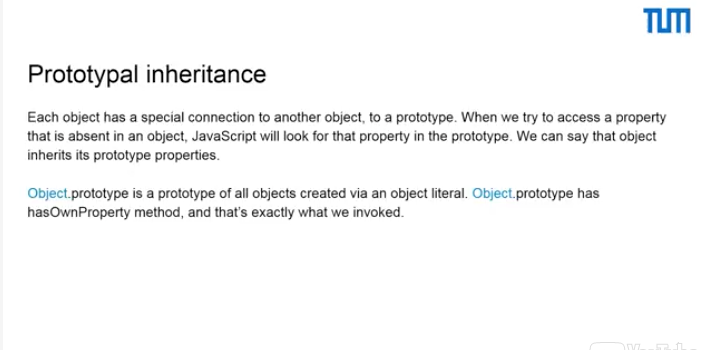 TUM
Prototypal inheritance
Each object has a special connection to another object, to a prototype. When we try to access a property
that is absent in an object, JavaScript will look for that property in the prototype. We can say that object
inherits its prototype properties.
Object.prototype is a prototype of all objects created via an object literal. Object.prototype has
hasOwnProperty method, and that's exactly what we invoked.